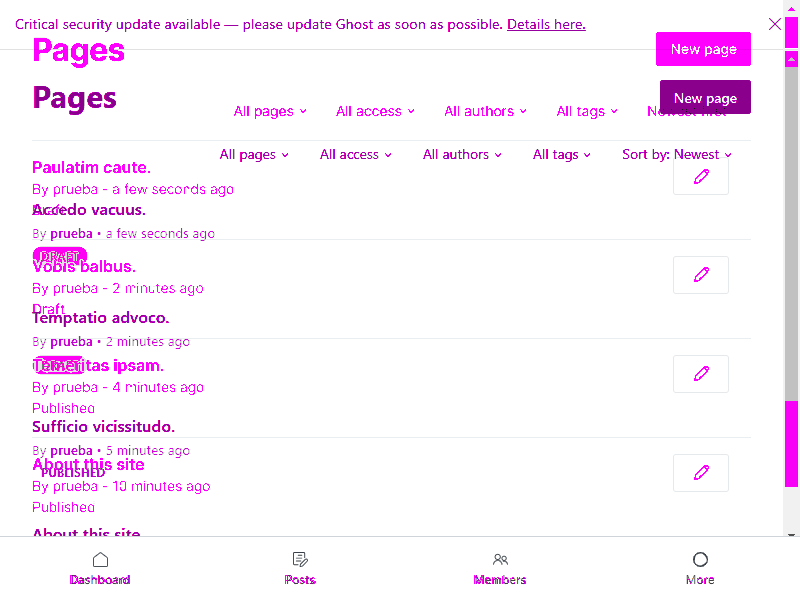 Critical security update available — please update Ghost as soon as possible. Details here.
Pages
New page
Pages
New page
All pages All access All authors All tags Newest first
All pages All access All authors All tags Sort by: Newest
Paulatim caute.
By prueba - a few seconds ago
Draft
Accedo vacuus.
By prueba • a few seconds ago
DRAFT
Vobis balbus.
By prueba - 2 minutes ago
Draft
Temptatio advoco.
By prueba • 2 minutes ago
DRAFT
Temeritas ipsam.
By prueba - 4 minutes ago
Published
Sufficio vicissitudo.
By prueba • 5 minutes ago
PUBLISHED
About this site
By prueba - 10 minutes ago
Published
About this site
Dashboard Posts Members More